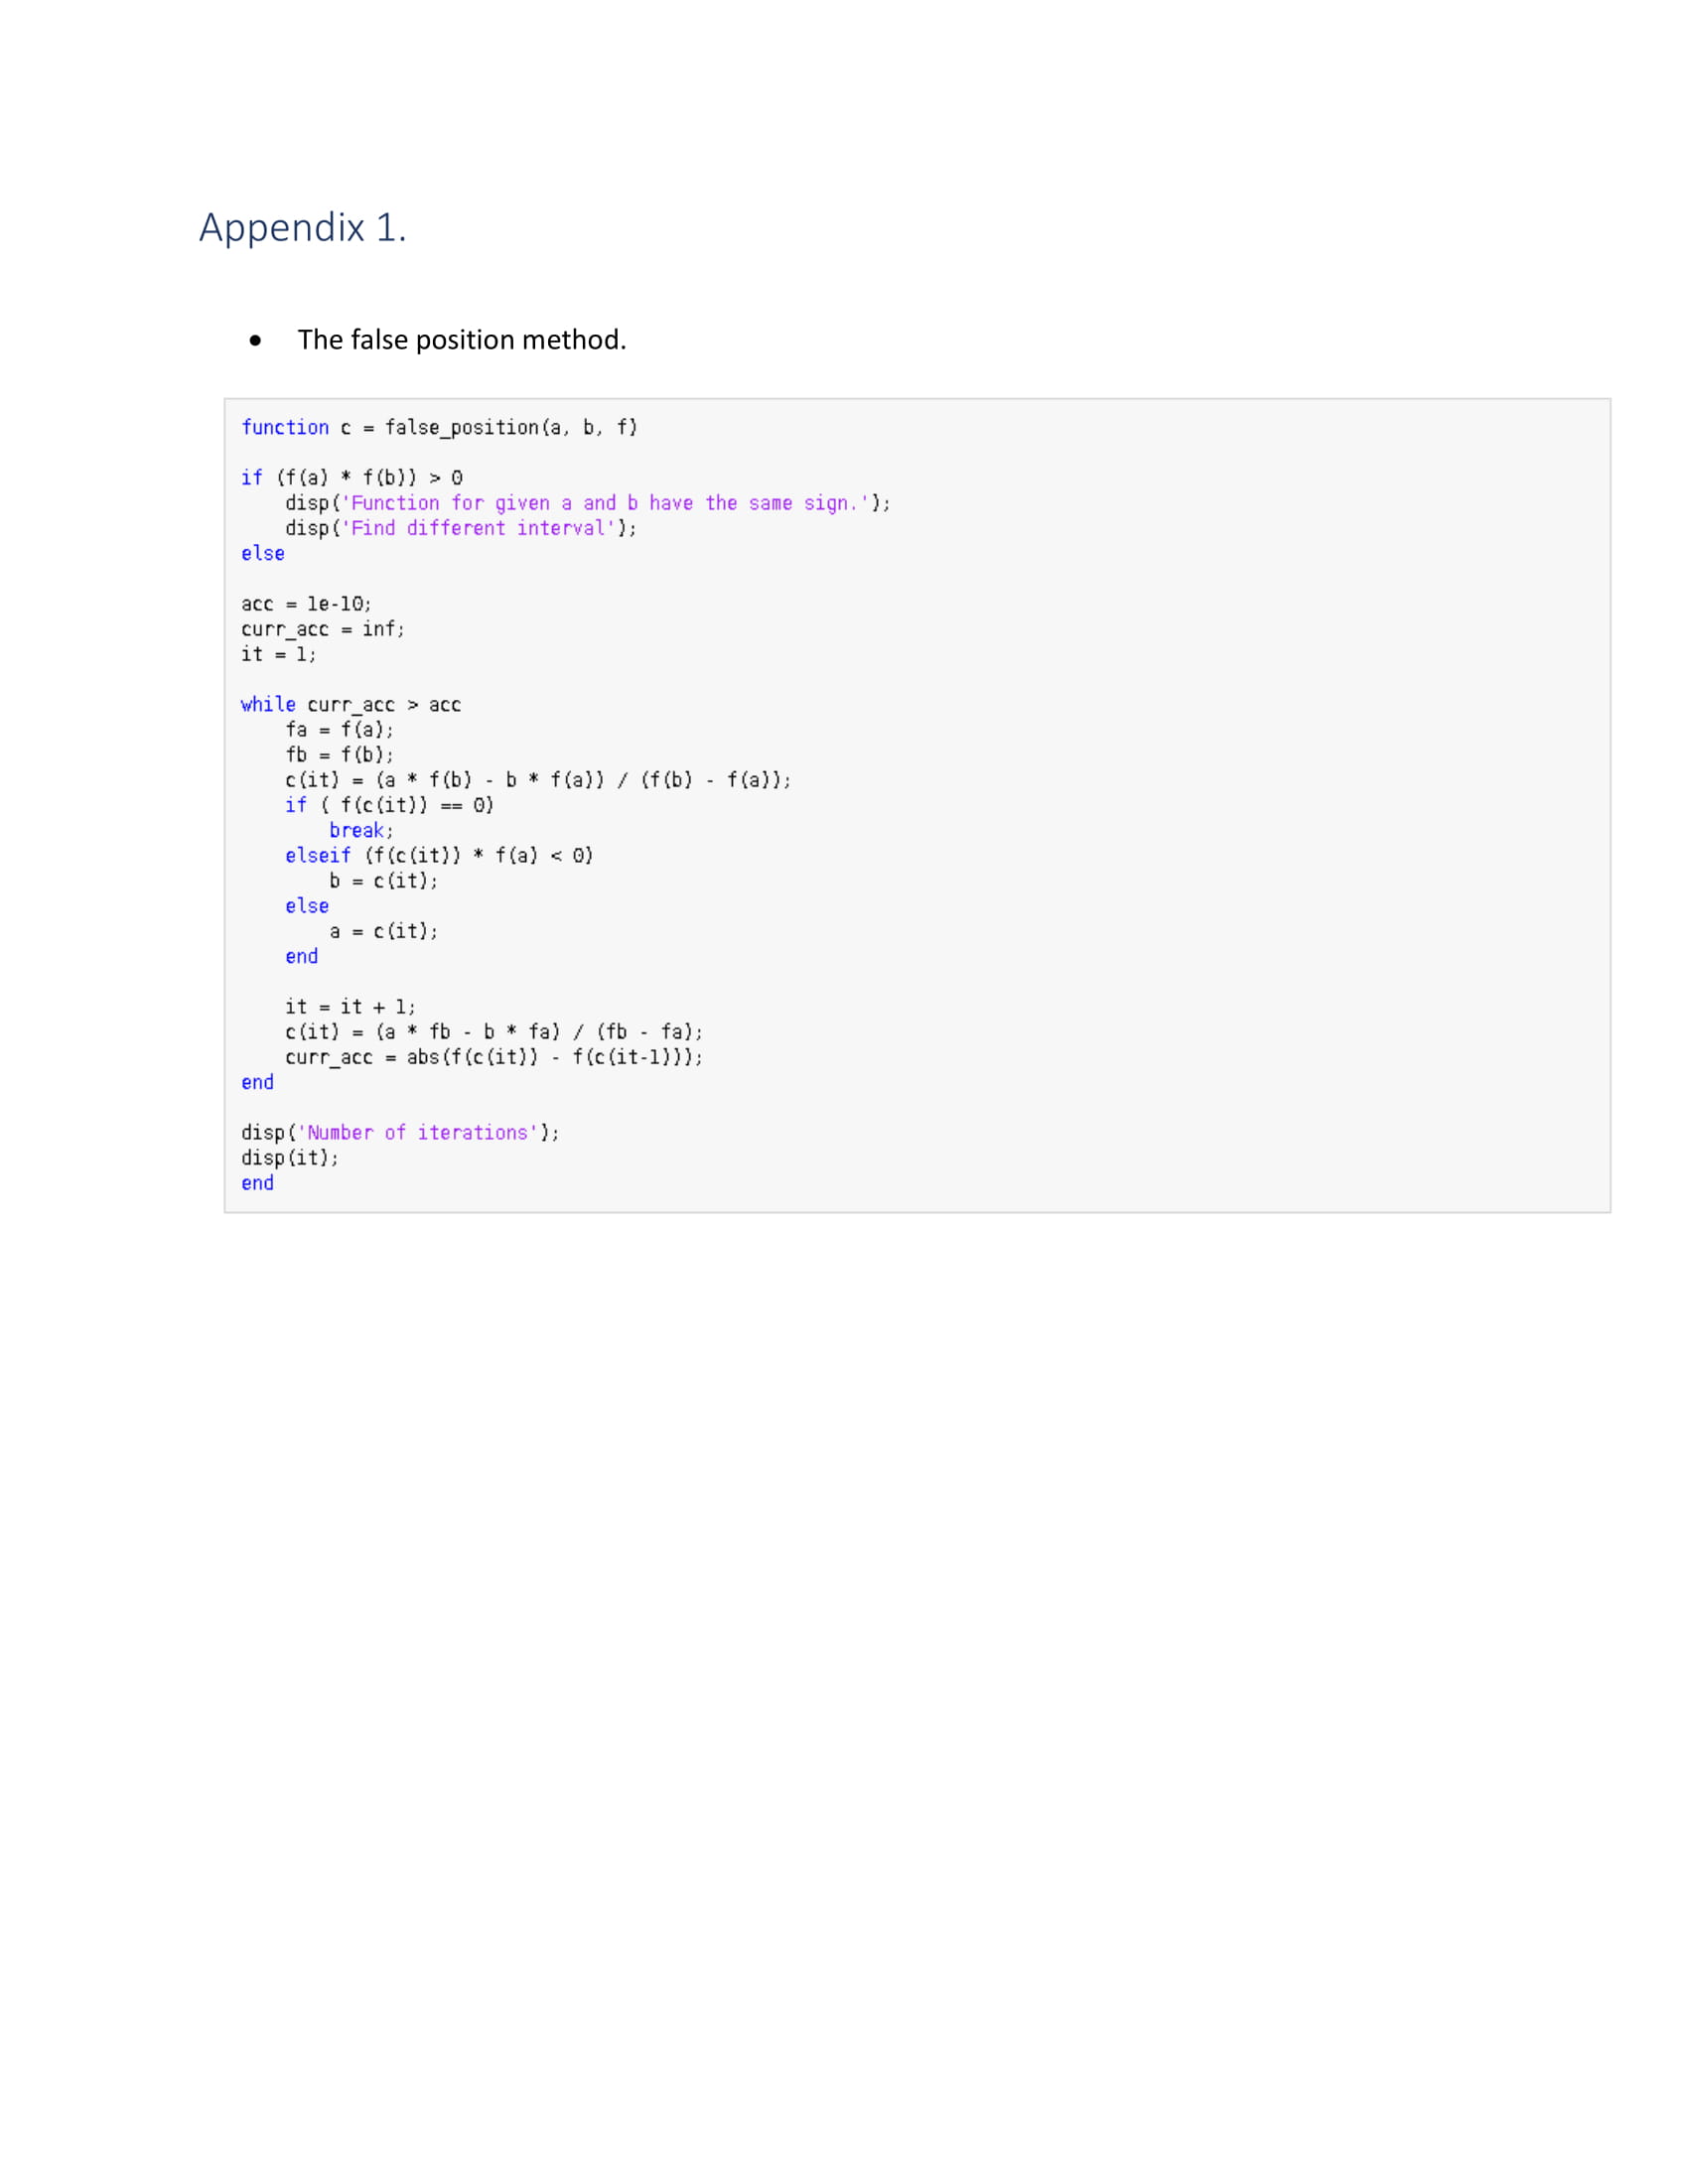 Appendix 1.
• The false position method.
function c = false_position(a, b, f)
if (f(a) * f(b)) > 0
    disp('Function for given a and b have the same sign.');
    disp('Find different interval');
else
acc = 1e-10;
curr_acc = inf;
it = 1;
while curr_acc > acc
    fa = f(a);
    fb = f(b);
    c(it) = (a * f(b) - b * f(a)) / (f(b) - f(a));
    if ( f(c(it)) == 0)
        break;
    elseif (f(c(it)) * f(a) < 0)
        b = c(it);
    else
        a = c(it);
    end
    it = it + 1;
    c(it) = (a * fb - b * fa) / (fb - fa);
    curr_acc = abs(f(c(it)) - f(c(it-1)));
end
disp('Number of iterations');
disp(it);
end